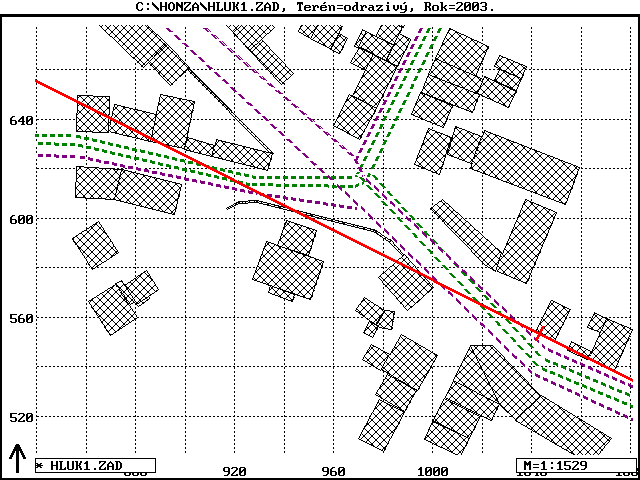 C:\HONZA\HLUK1.ZAD, Terén=odrazivý, Rok=2003.
640
600
560
520
* HLUK1.ZAD
920
960
1000
M=1:1529